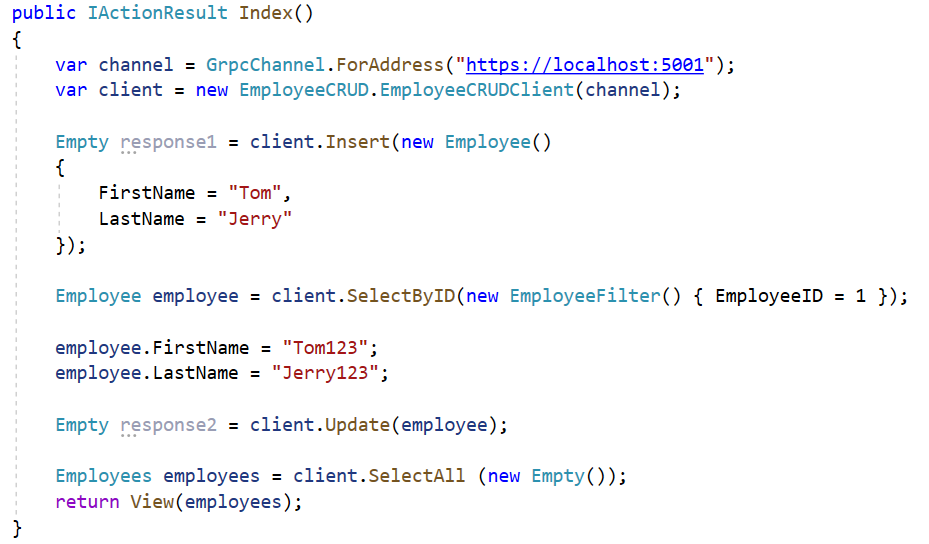 public IActionResult Index()
{
    var channel = GrpcChannel.ForAddress("https://localhost:5001");
    var client = new EmployeeCRUD.EmployeeCRUDClient(channel);

    Empty response1 = client.Insert(new Employee()
    {
        FirstName = "Tom",
        LastName = "Jerry"
    });

    Employee employee = client.SelectByID(new EmployeeFilter() { EmployeeID = 1 });

    employee.FirstName = "Tom123";
    employee.LastName = "Jerry123";

    Empty response2 = client.Update(employee);

    Employees employees = client.SelectAll (new Empty());
    return View(employees);
}